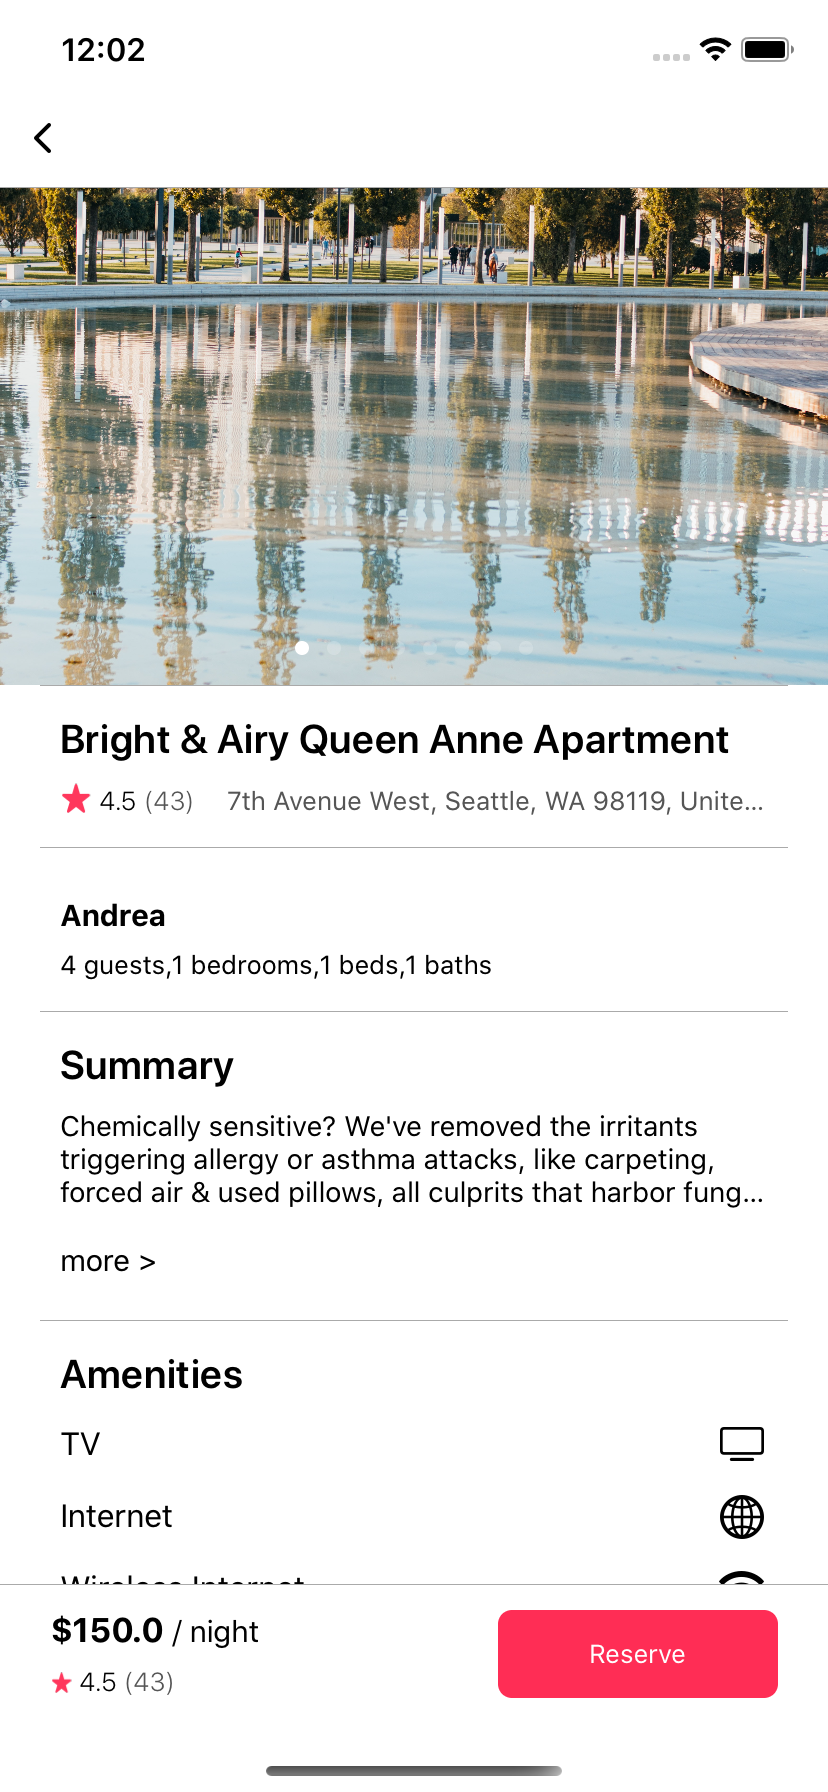 12:02
Bright & Airy Queen Anne Apartment
4.5 (43) 7th Avenue West, Seattle, WA 98119, Unite...
Andrea
4 guests,1 bedrooms,1 beds,1 baths
Summary
Chemically sensitive? We've removed the irritants
triggering allergy or asthma attacks, like carpeting,
forced air & used pillows, all culprits that harbor fung...
more >
Amenities
TV
Internet
Wireless Internet
$150.0 / night
4.5 (43)
Reserve